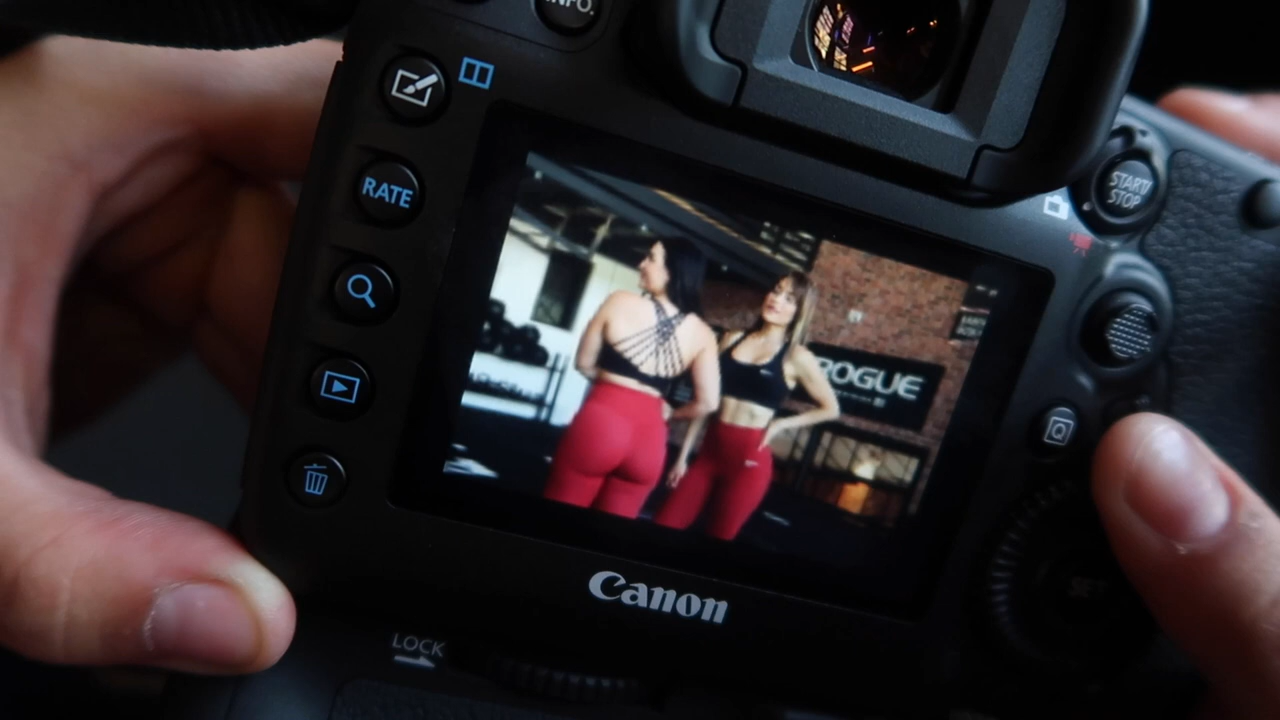 INFO.
RATE
START/
STOP
ROGUE
Q
Canon
LOCK